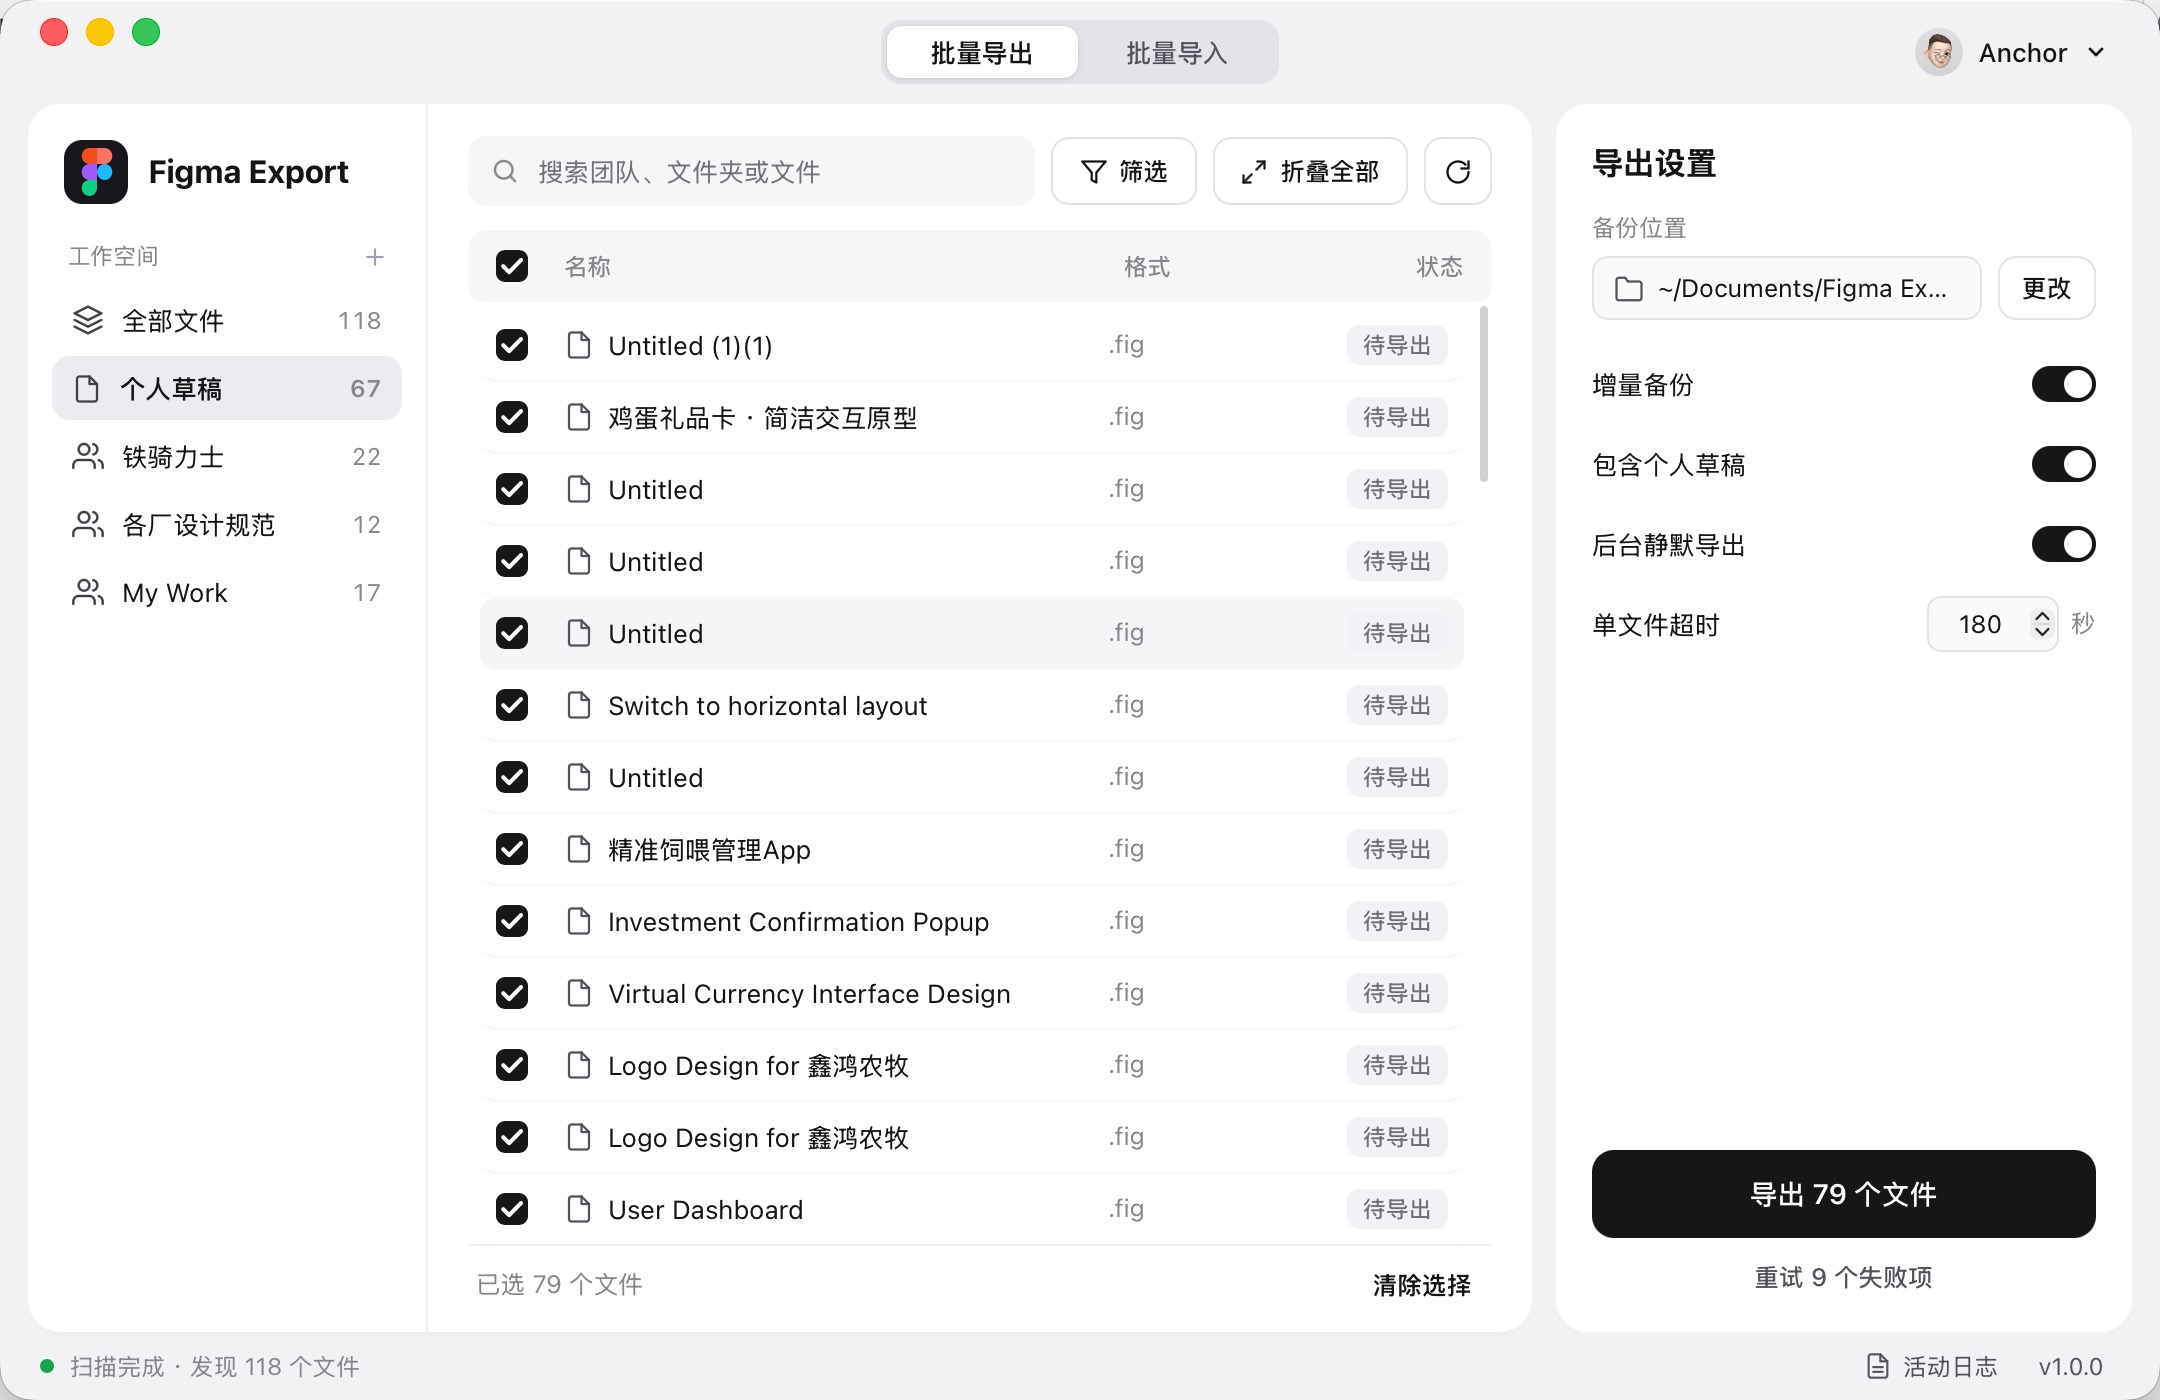 批量导出
批量导入
Anchor
Figma Export
工作空间
全部文件 118
个人草稿 67
铁骑力士 22
各厂设计规范 12
My Work 17
搜索团队、文件夹或文件
筛选
折叠全部
名称 格式 状态
Untitled (1)(1) .fig 待导出
鸡蛋礼品卡 · 简洁交互原型 .fig 待导出
Untitled .fig 待导出
Untitled .fig 待导出
Untitled .fig 待导出
Switch to horizontal layout .fig 待导出
Untitled .fig 待导出
精准饲喂管理App .fig 待导出
Investment Confirmation Popup .fig 待导出
Virtual Currency Interface Design .fig 待导出
Logo Design for 鑫鸿农牧 .fig 待导出
Logo Design for 鑫鸿农牧 .fig 待导出
User Dashboard .fig 待导出
已选 79 个文件
清除选择
导出设置
备份位置
~/Documents/Figma Ex...
更改
增量备份
包含个人草稿
后台静默导出
单文件超时 180 秒
导出 79 个文件
重试 9 个失败项
扫描完成 · 发现 118 个文件
活动日志
v1.0.0